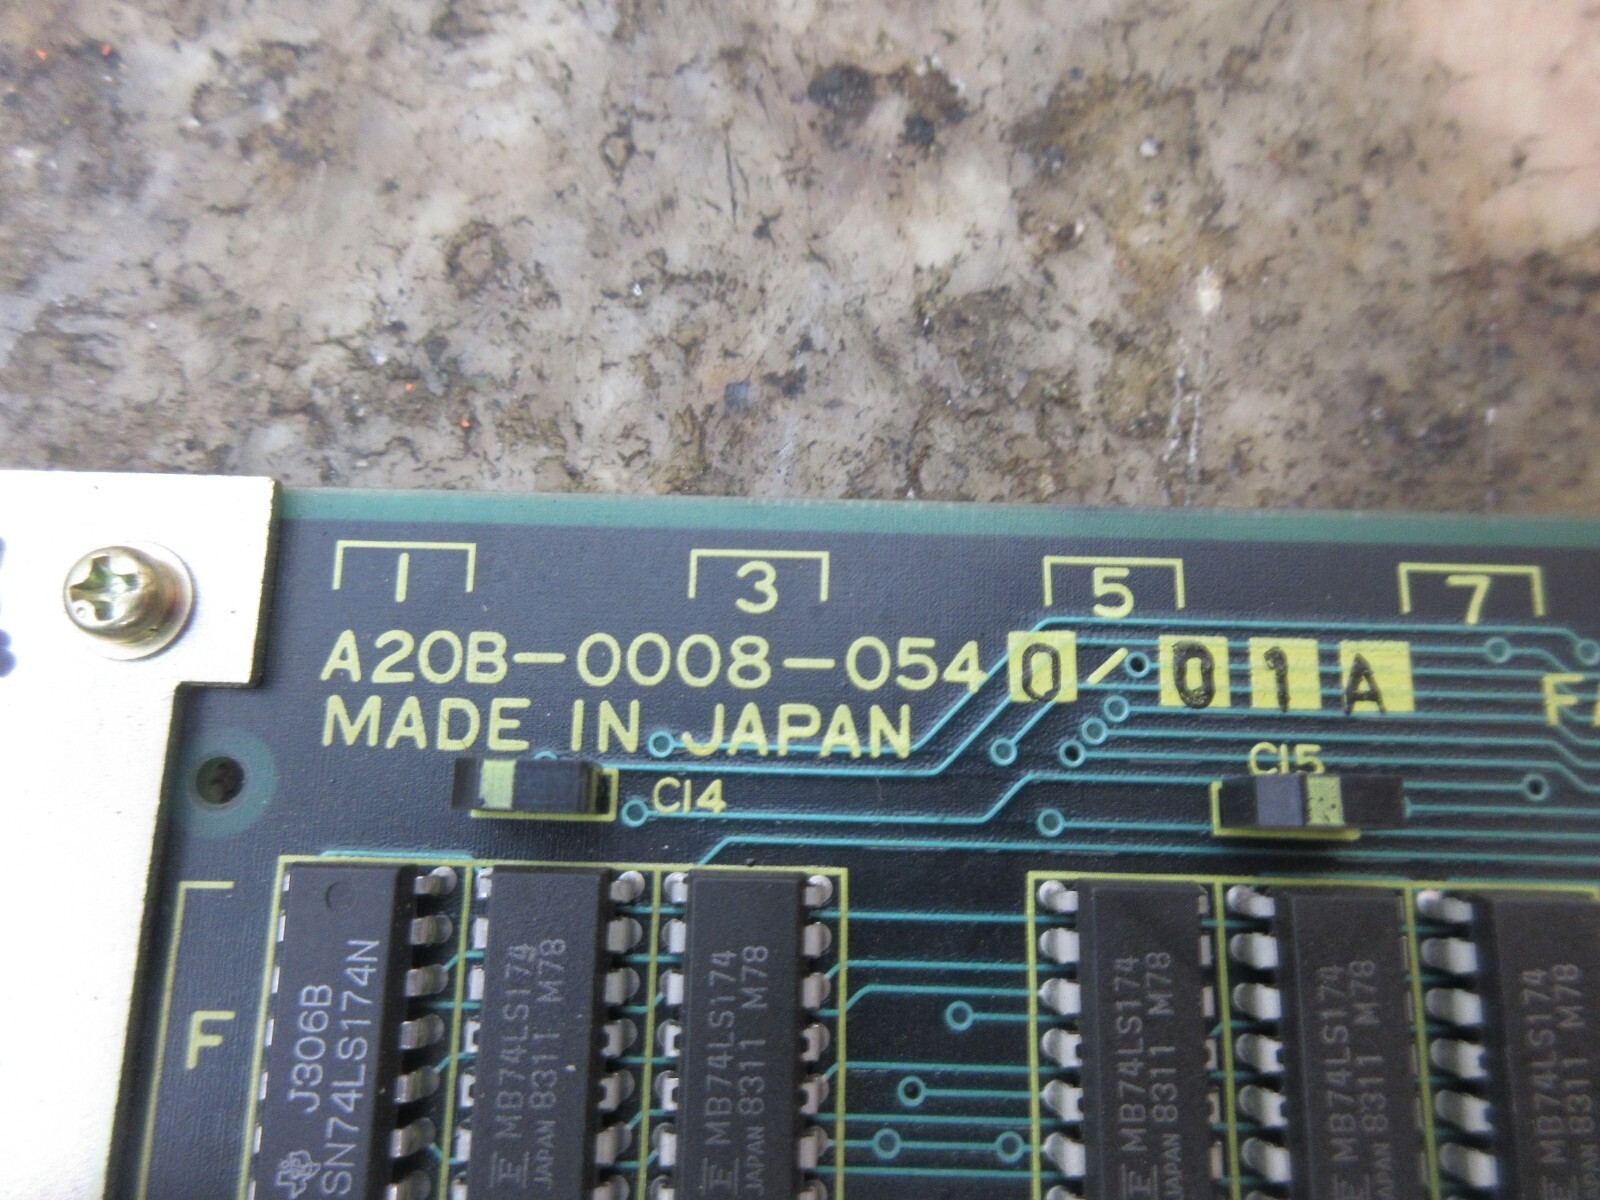 1 3 5 7
A20B-0008-0540/01A
MADE IN JAPAN
C14
C15
F
J306B
SN74LS174N
MB74LS174
JAPAN 8311 M78
MB74LS174
JAPAN 8311 M78
MB74LS174
JAPAN 8311 M78
MB74LS174
JAPAN 8311 M78
MB74LS174
8311 M78